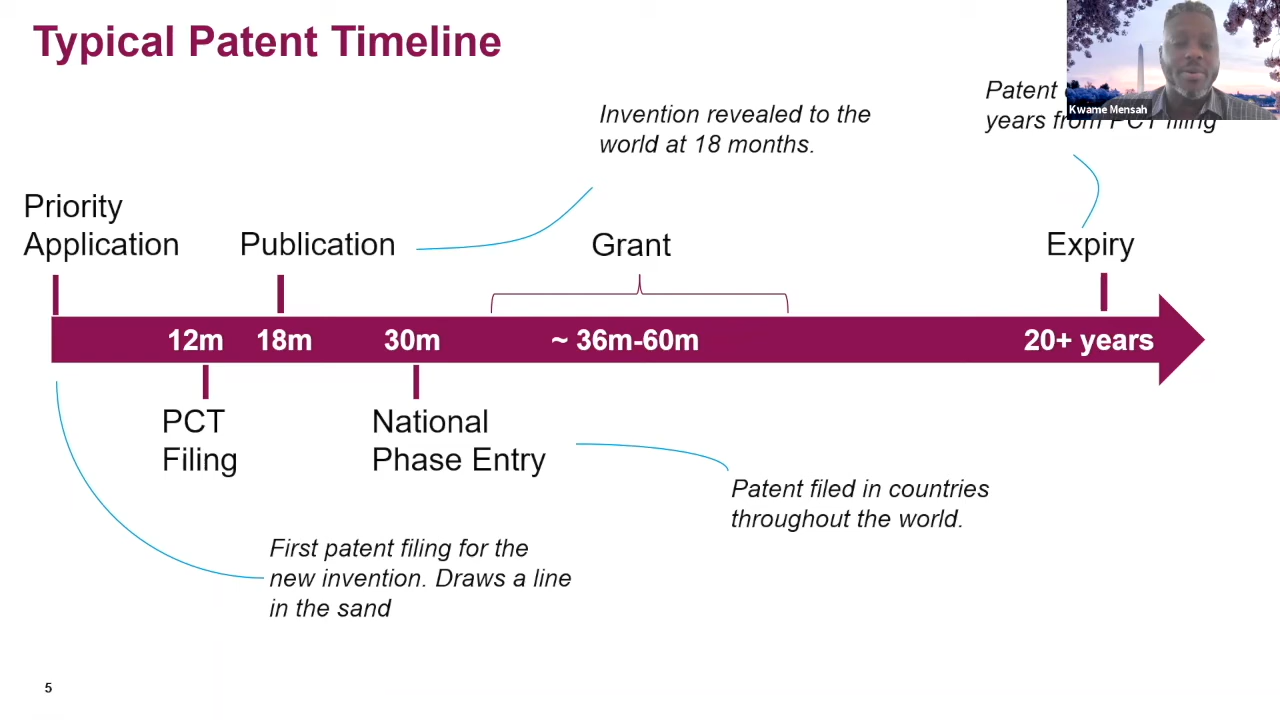 Typical Patent Timeline
Kwame Mensah
Patent
years from PCT filing
Invention revealed to the
world at 18 months.
Priority
Application
Publication
Grant
Expiry
12m
18m
30m
~ 36m-60m
20+ years
PCT
Filing
National
Phase Entry
Patent filed in countries
throughout the world.
First patent filing for the
new invention. Draws a line
in the sand
5